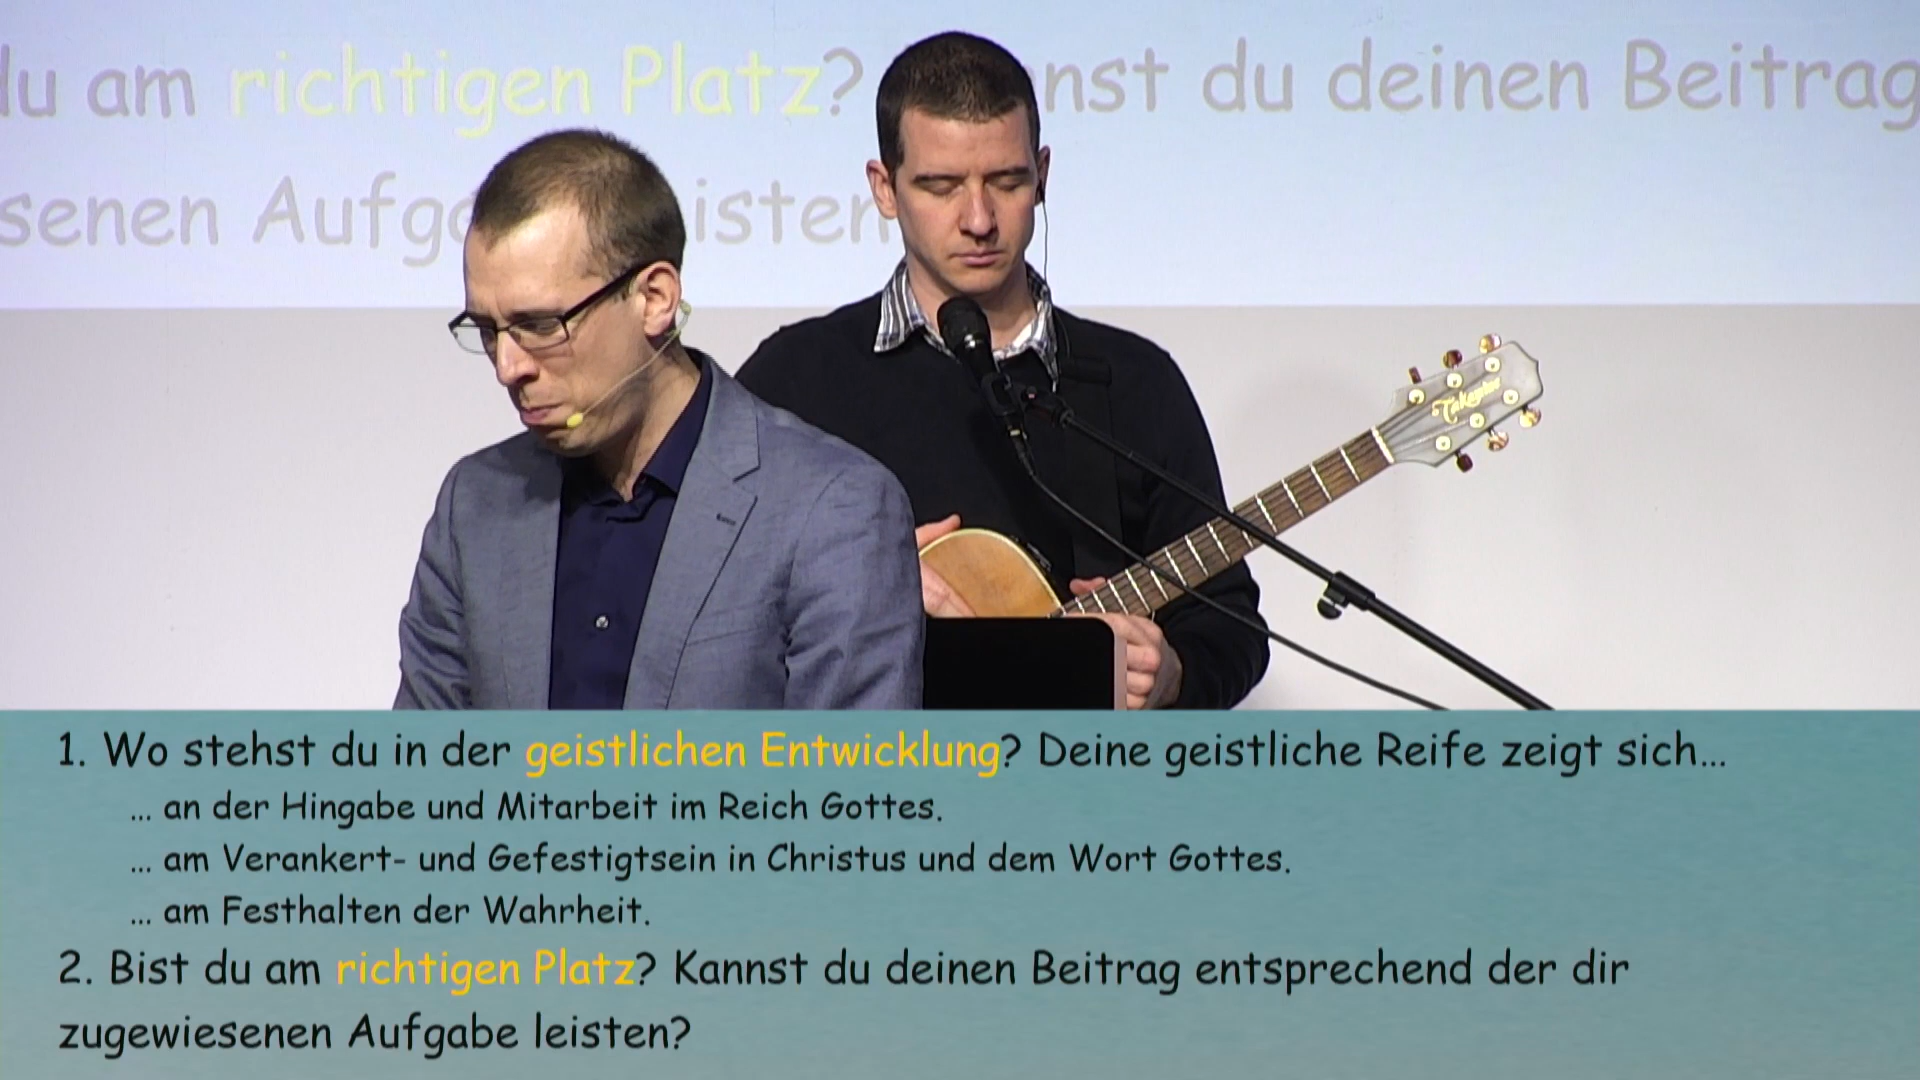 du am richtigen Platz? nst du deinen Beitrag
senen Aufga isten
Takamine
1. Wo stehst du in der geistlichen Entwicklung? Deine geistliche Reife zeigt sich...
... an der Hingabe und Mitarbeit im Reich Gottes.
... am Verankert- und Gefestigtsein in Christus und dem Wort Gottes.
... am Festhalten der Wahrheit.
2. Bist du am richtigen Platz? Kannst du deinen Beitrag entsprechend der dir
zugewiesenen Aufgabe leisten?